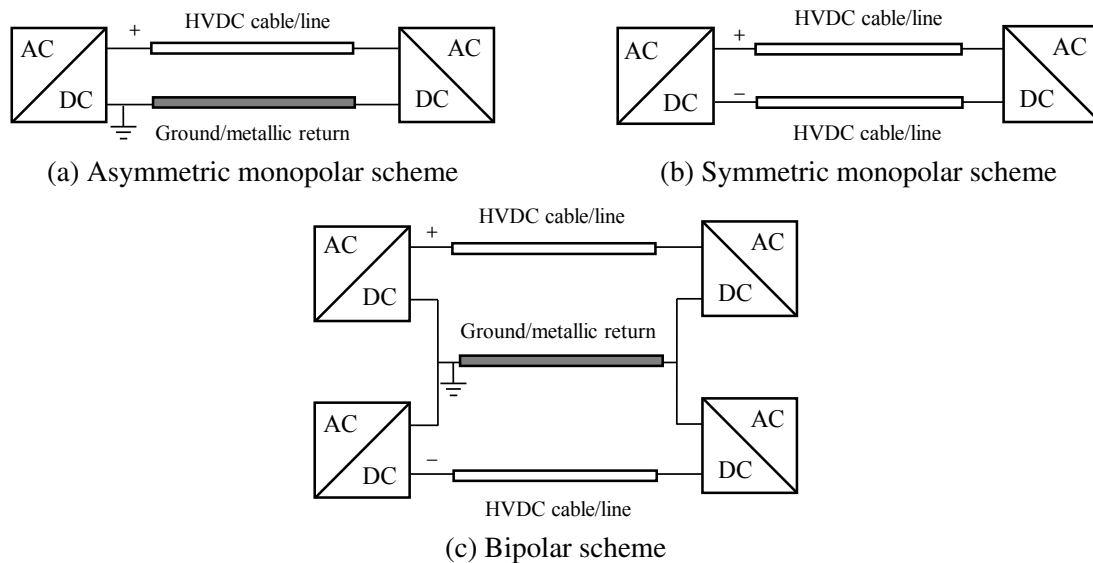 HVDC cable/line
+
AC
DC
AC
DC
Ground/metallic return
(a) Asymmetric monopolar scheme
+
HVDC cable/line
AC
DC
−
AC
DC
HVDC cable/line
(b) Symmetric monopolar scheme
HVDC cable/line
+
AC
DC
AC
DC
Ground/metallic return
AC
DC
−
AC
DC
HVDC cable/line
(c) Bipolar scheme